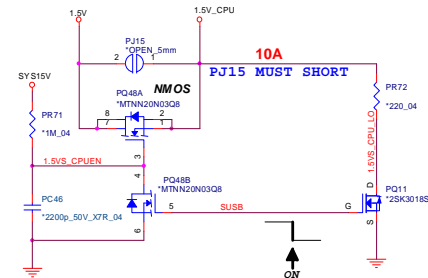 1.5V
1.5V_CPU
PJ15
*OPEN_5mm
2
1
10A
PJ15 MUST SHORT
SYS15V
NMOS
PQ48A
*MTNN20N03Q8
8
7
2
1
3
PR72
*220_04
PR71
*1M_04
1.5VS_CPU_LO
1.5VS_CPUEN
4
PQ48B
*MTNN20N03Q8
PQ11
*2SK3018S
D
G
S
PC46
*2200p_50V_X7R_04
5
SUSB
6
ON